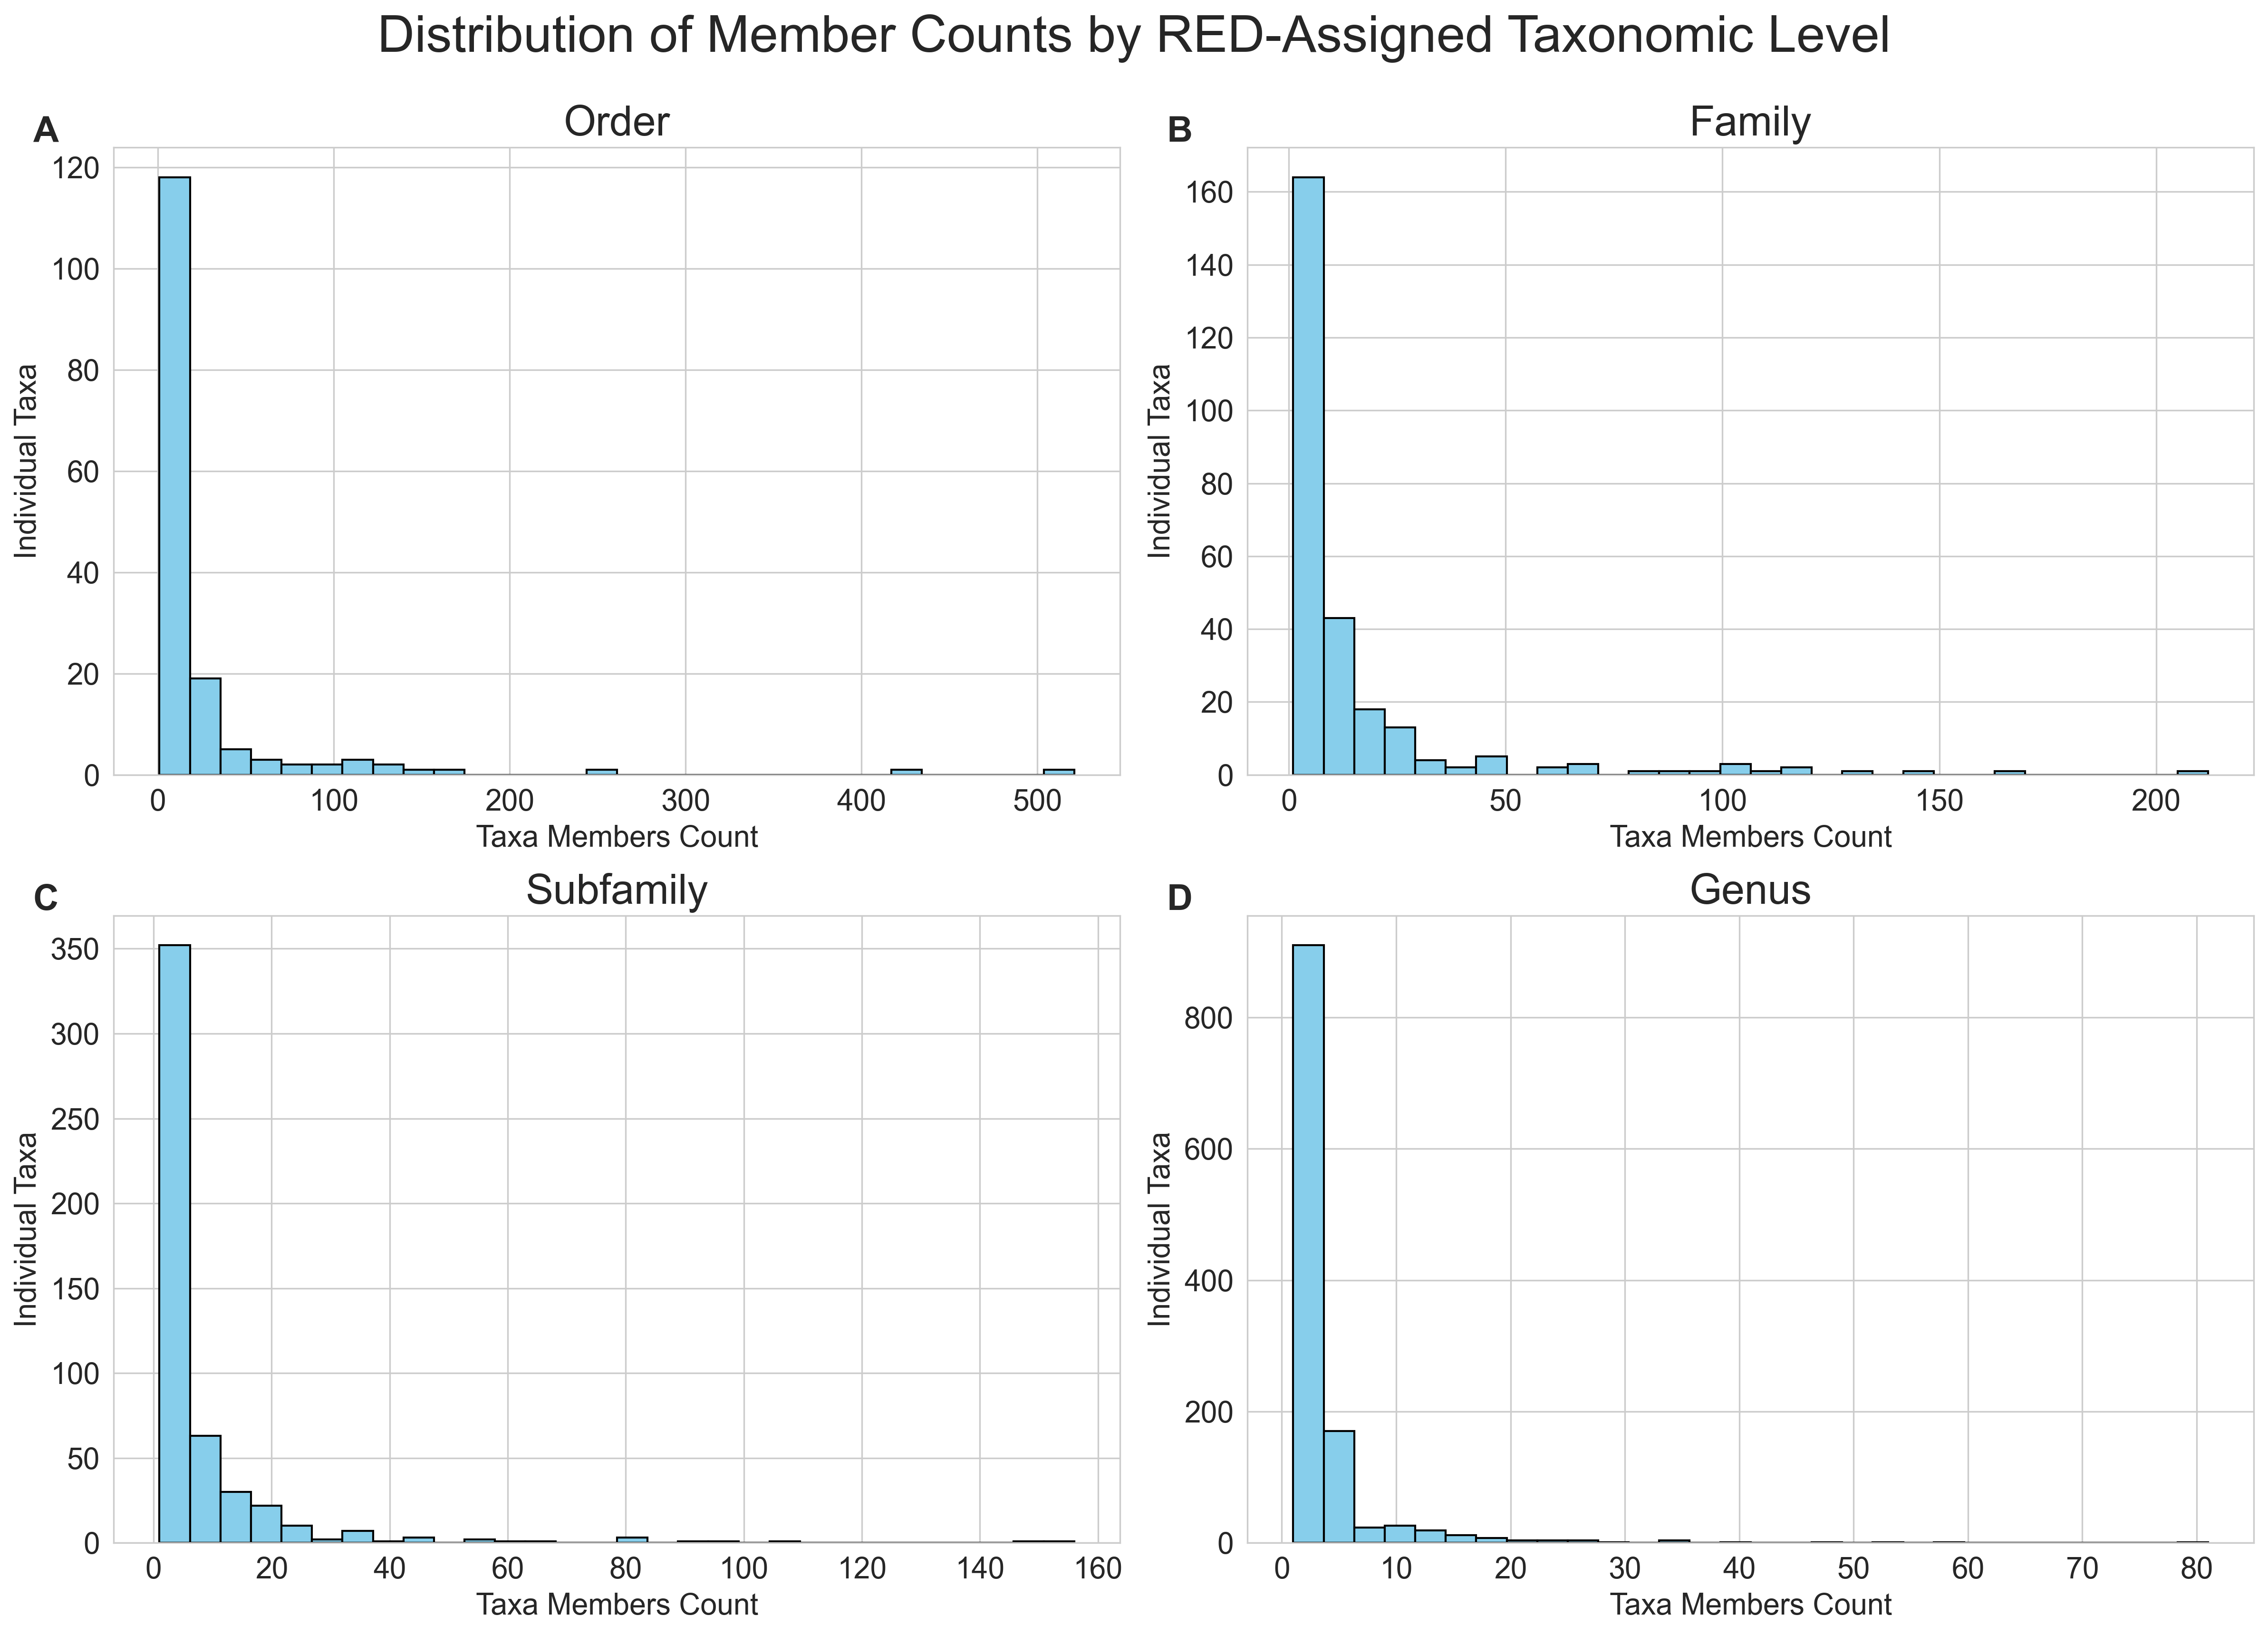 Distribution of Member Counts by RED-Assigned Taxonomic Level
A
Order
120
100
80
60
40
20
0
Individual Taxa
0 100 200 300 400 500
Taxa Members Count
B
Family
160
140
120
100
80
60
40
20
0
Individual Taxa
0 50 100 150 200
Taxa Members Count
C
Subfamily
350
300
250
200
150
100
50
0
Individual Taxa
0 20 40 60 80 100 120 140 160
Taxa Members Count
D
Genus
800
600
400
200
0
Individual Taxa
0 10 20 30 40 50 60 70 80
Taxa Members Count